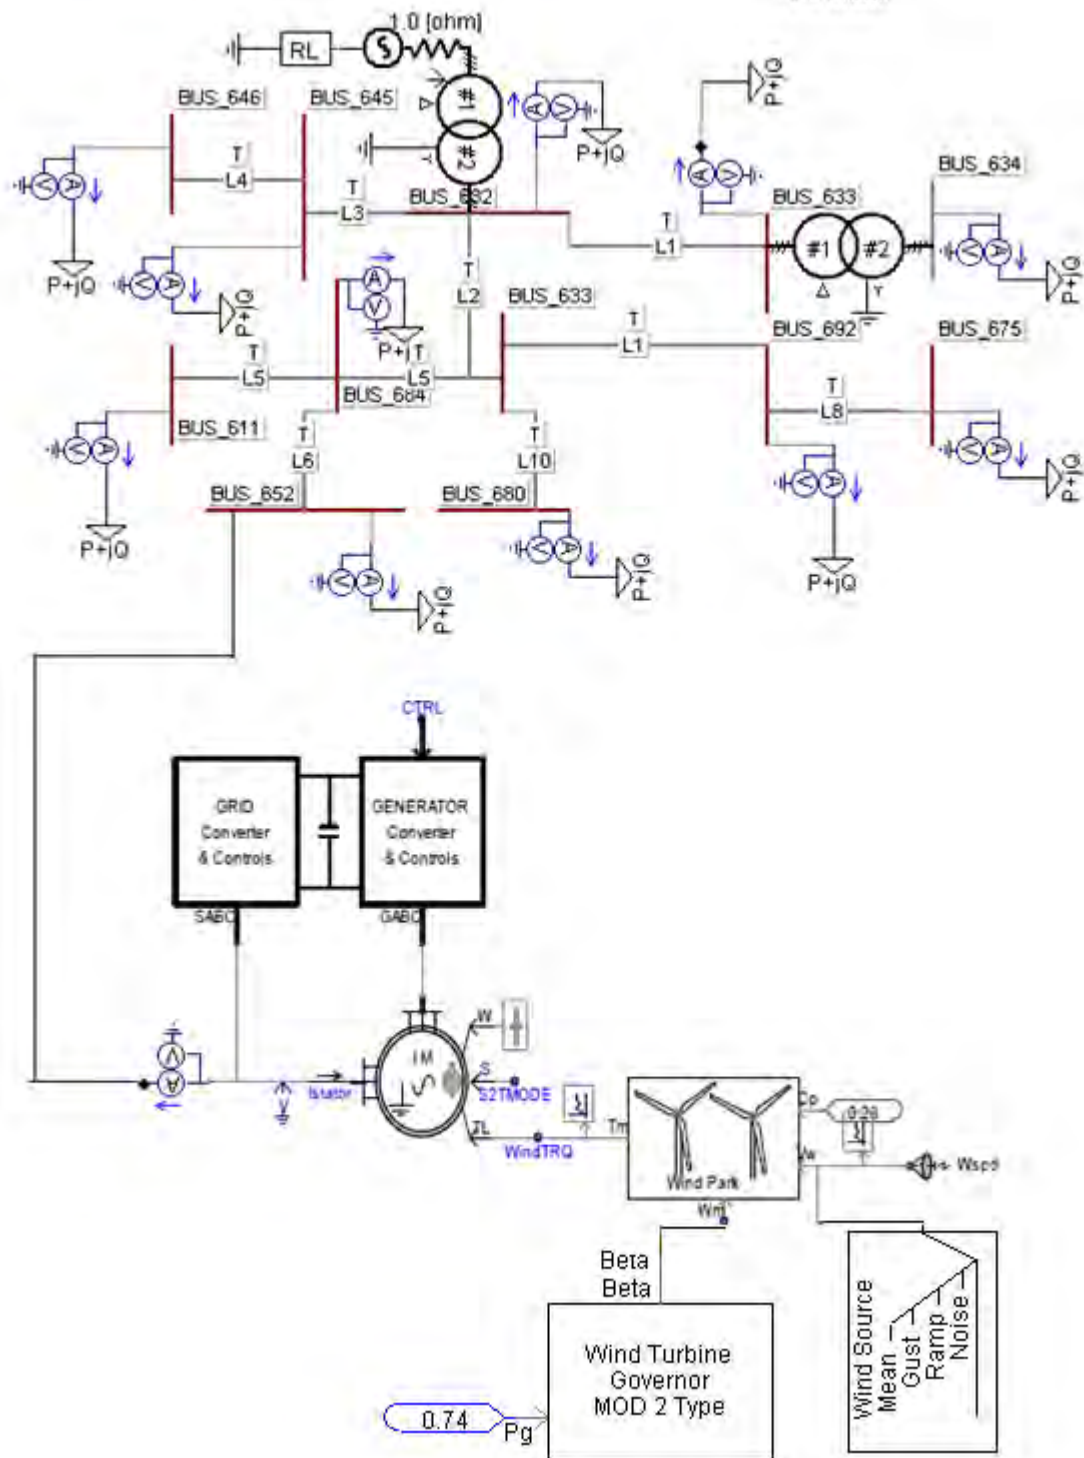 1.0 [ohm]
RL
#1
#2
BUS_646
BUS_645
BUS_632
BUS_633
BUS_634
P+jQ
P+jQ
A
V
A
V
A
V
T
L4
T
L3
T
L1
#1
#2
A
V
P+jQ
A
V
P+jQ
A
V
P+jQ
A
V
P+jQ
T
L2
BUS_633
T
L1
BUS_692
BUS_675
T
L5
T
L5
BUS_684
T
L8
BUS_611
A
V
P+jQ
T
L6
T
L10
A
V
P+jQ
A
V
P+jQ
BUS_652
BUS_680
A
V
P+jQ
A
V
P+jQ
CTRL
GRID
Converter
& Controls
GENERATOR
Converter
& Controls
SABC
GABC
V
A
V
Istator
IM
W
S
S2TMODE
TL
WindTRQ
Tm
Wind Park
Cp
0.28
Vw
Wspd
Wm
Beta
Beta
Wind Turbine
Governor
MOD 2 Type
0.74
Pg
Wind Source
Mean
Gust
Ramp
Noise